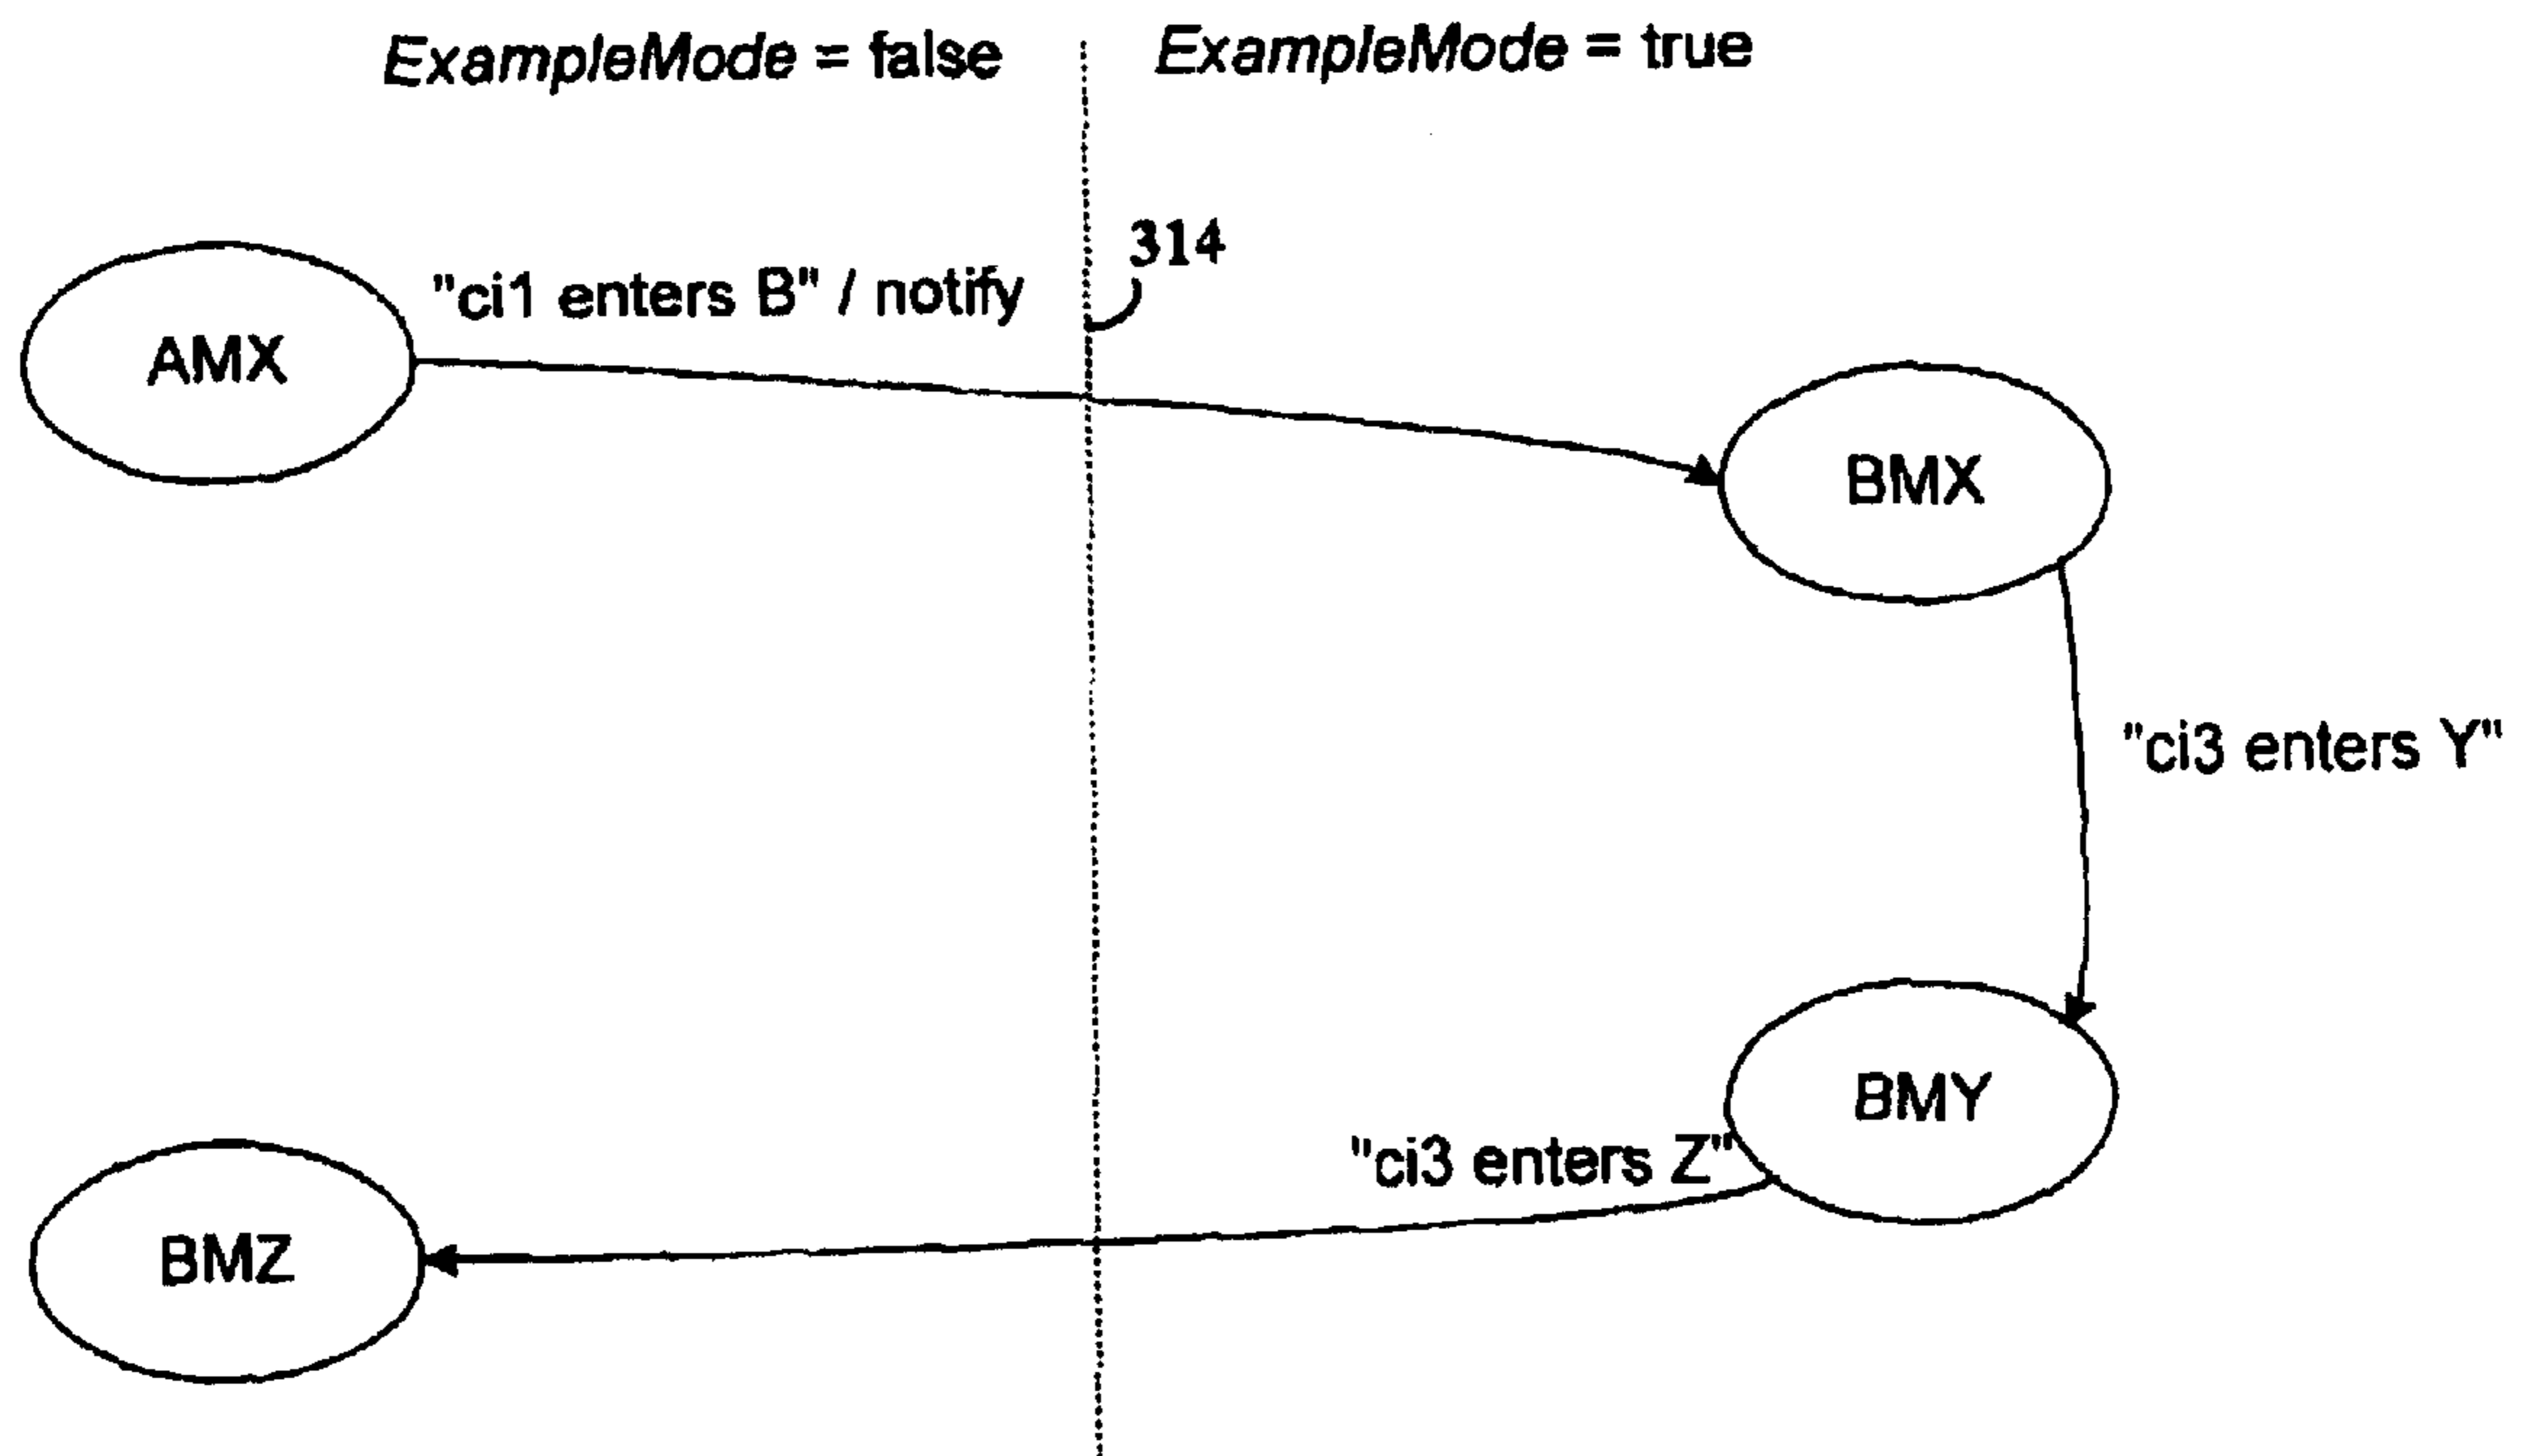 ExampleMode = false
ExampleMode = true
314
"ci1 enters B" / notify
AMX
BMX
"ci3 enters Y"
BMY
"ci3 enters Z"
BMZ